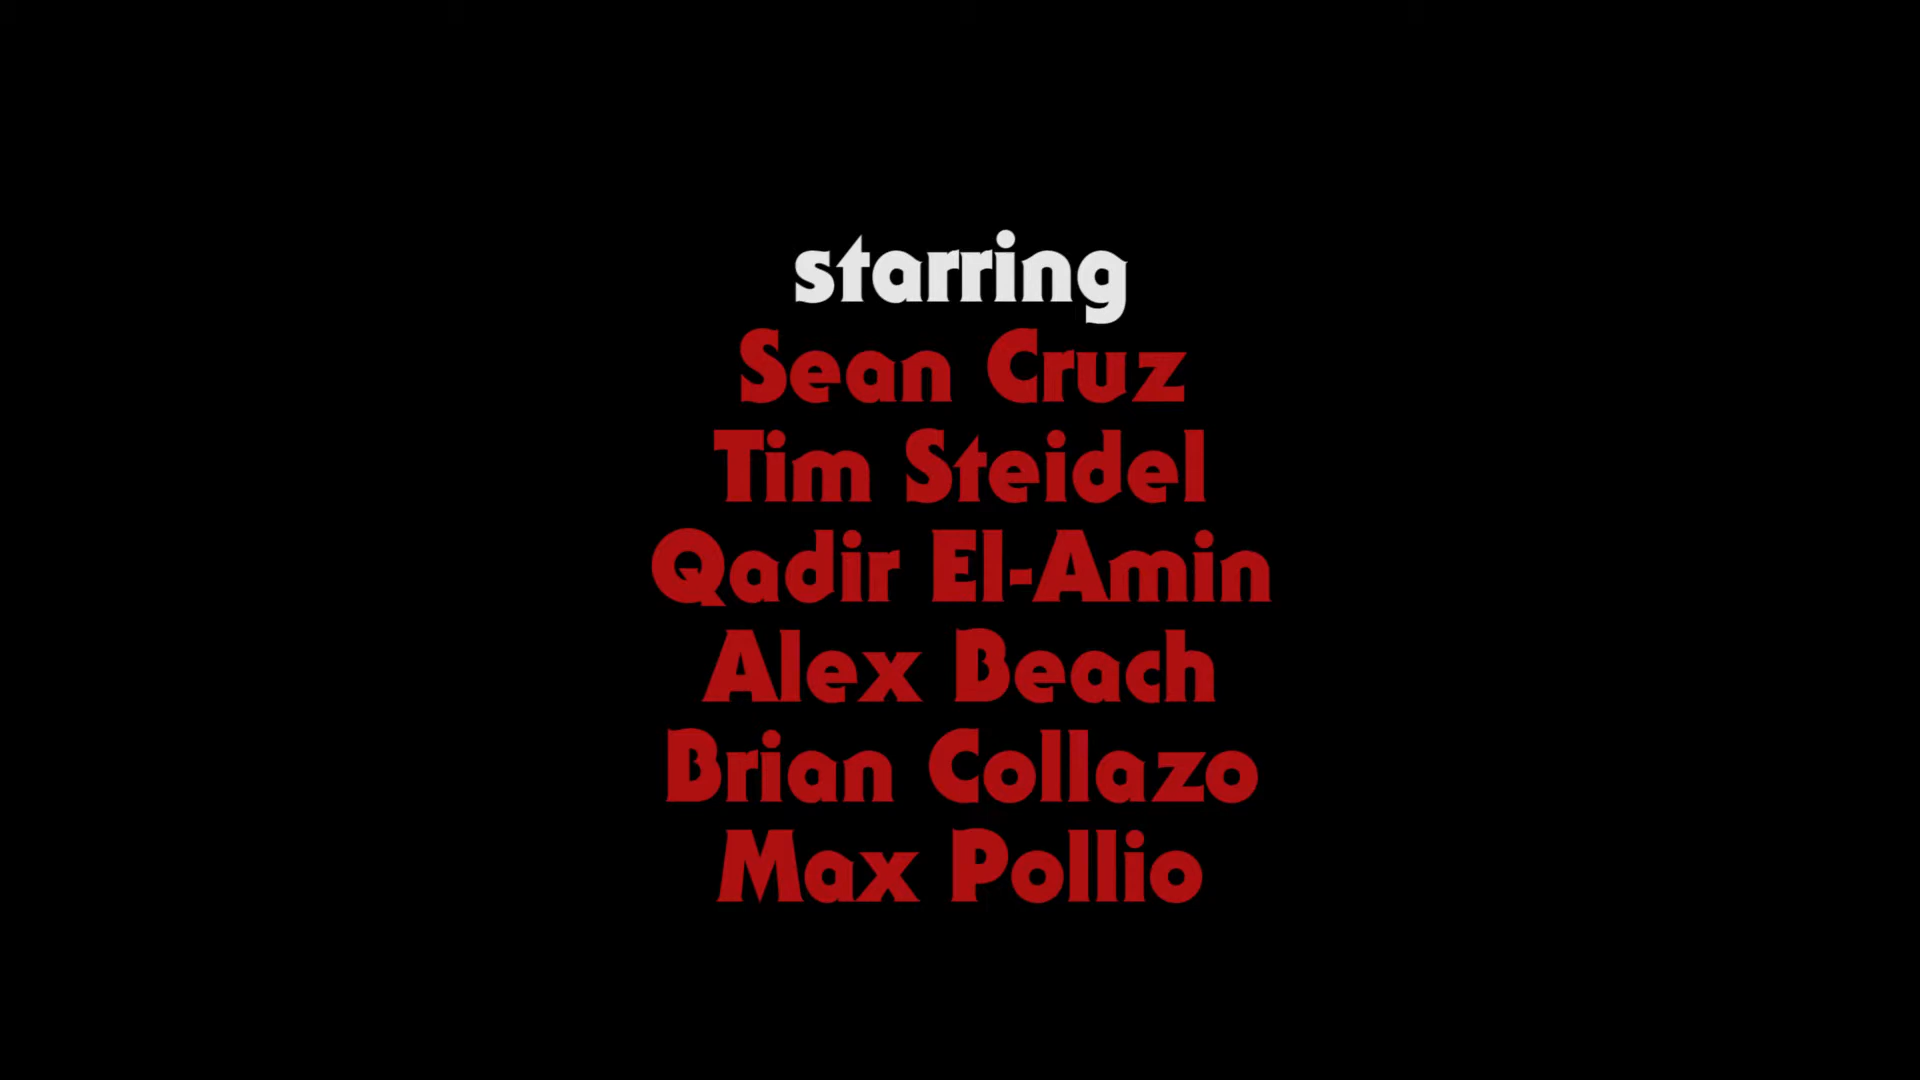 starring
Sean Cruz
Tim Steidel
Qadir El-Amin
Alex Beach
Brian Collazo
Max Pollio